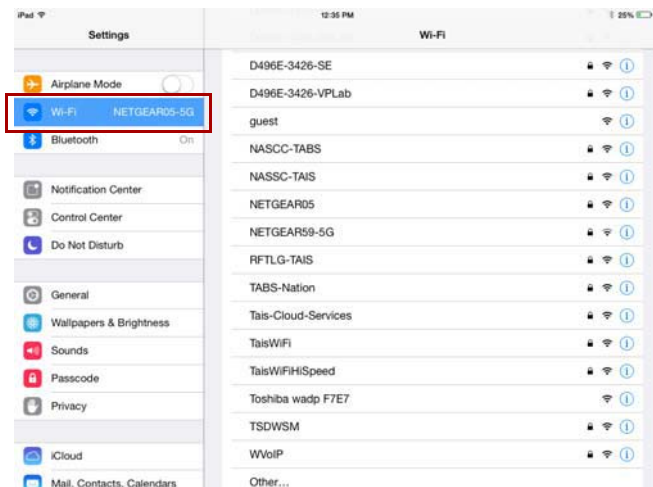 iPad
12:35 PM
25%
Settings
Wi-Fi
Airplane Mode
Wi-Fi NETGEAR05-5G
Bluetooth On
Notification Center
Control Center
Do Not Disturb
General
Wallpapers & Brightness
Sounds
Passcode
Privacy
iCloud
Mail, Contacts, Calendars
D496E-3426-SE
D496E-3426-VPLab
guest
NASCC-TABS
NASSC-TAIS
NETGEAR05
NETGEAR59-5G
RFTLG-TAIS
TABS-Nation
Tais-Cloud-Services
TaisWiFi
TaisWiFiHiSpeed
Toshiba wadp F7E7
TSDWSM
WVoIP
Other...